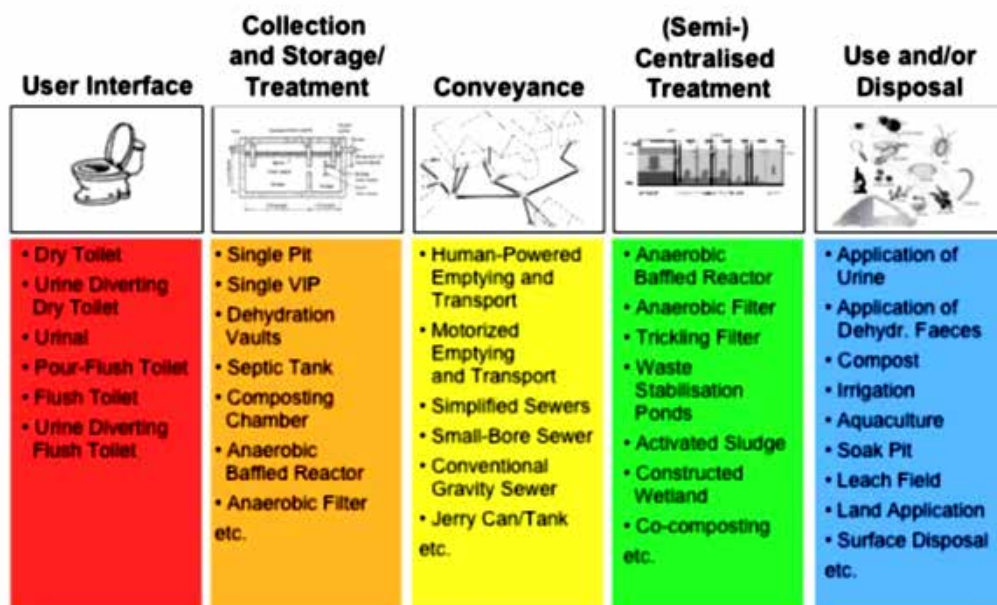 User Interface
Collection
and Storage/
Treatment
Conveyance
(Semi-)
Centralised
Treatment
Use and/or
Disposal
• Dry Toilet
• Urine Diverting
Dry Toilet
• Urinal
• Pour-Flush Toilet
• Flush Toilet
• Urine Diverting
Flush Toilet
• Single Pit
• Single VIP
• Dehydration
Vaults
• Septic Tank
• Composting
Chamber
• Anaerobic
Baffled Reactor
• Anaerobic Filter
etc.
• Human-Powered
Emptying and
Transport
• Motorized
Emptying
and Transport
• Simplified Sewers
• Small-Bore Sewer
• Conventional
Gravity Sewer
• Jerry Can/Tank
etc.
• Anaerobic
Baffled Reactor
• Anaerobic Filter
• Trickling Filter
• Waste
Stabilisation
Ponds
• Activated Sludge
• Constructed
Wetland
• Co-composting
etc.
• Application of
Urine
• Application of
Dehydr. Faeces
• Compost
• Irrigation
• Aquaculture
• Soak Pit
• Leach Field
• Land Application
• Surface Disposal
etc.